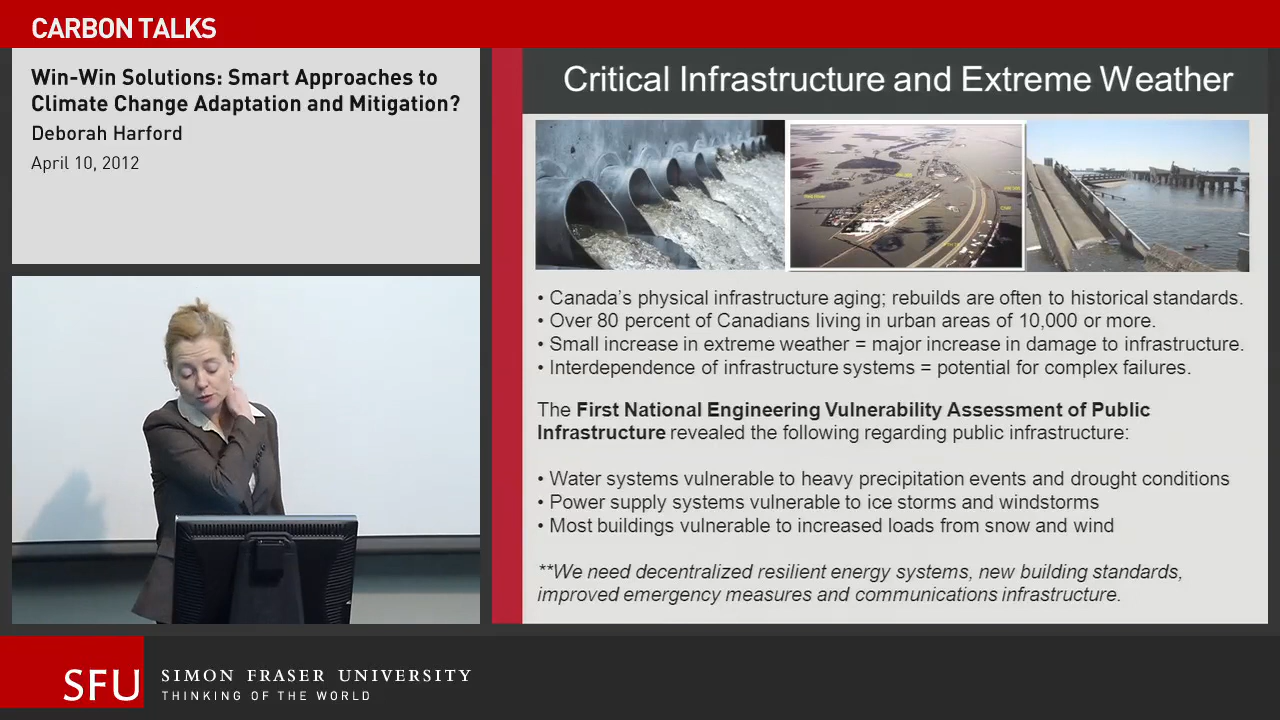 CARBON TALKS
Win-Win Solutions: Smart Approaches to
Climate Change Adaptation and Mitigation?
Deborah Harford
April 10, 2012
Critical Infrastructure and Extreme Weather
• Canada's physical infrastructure aging; rebuilds are often to historical standards.
• Over 80 percent of Canadians living in urban areas of 10,000 or more.
• Small increase in extreme weather = major increase in damage to infrastructure.
• Interdependence of infrastructure systems = potential for complex failures.
The First National Engineering Vulnerability Assessment of Public
Infrastructure revealed the following regarding public infrastructure:
• Water systems vulnerable to heavy precipitation events and drought conditions
• Power supply systems vulnerable to ice storms and windstorms
• Most buildings vulnerable to increased loads from snow and wind
**We need decentralized resilient energy systems, new building standards,
improved emergency measures and communications infrastructure.
SFU
SIMON FRASER UNIVERSITY
THINKING OF THE WORLD